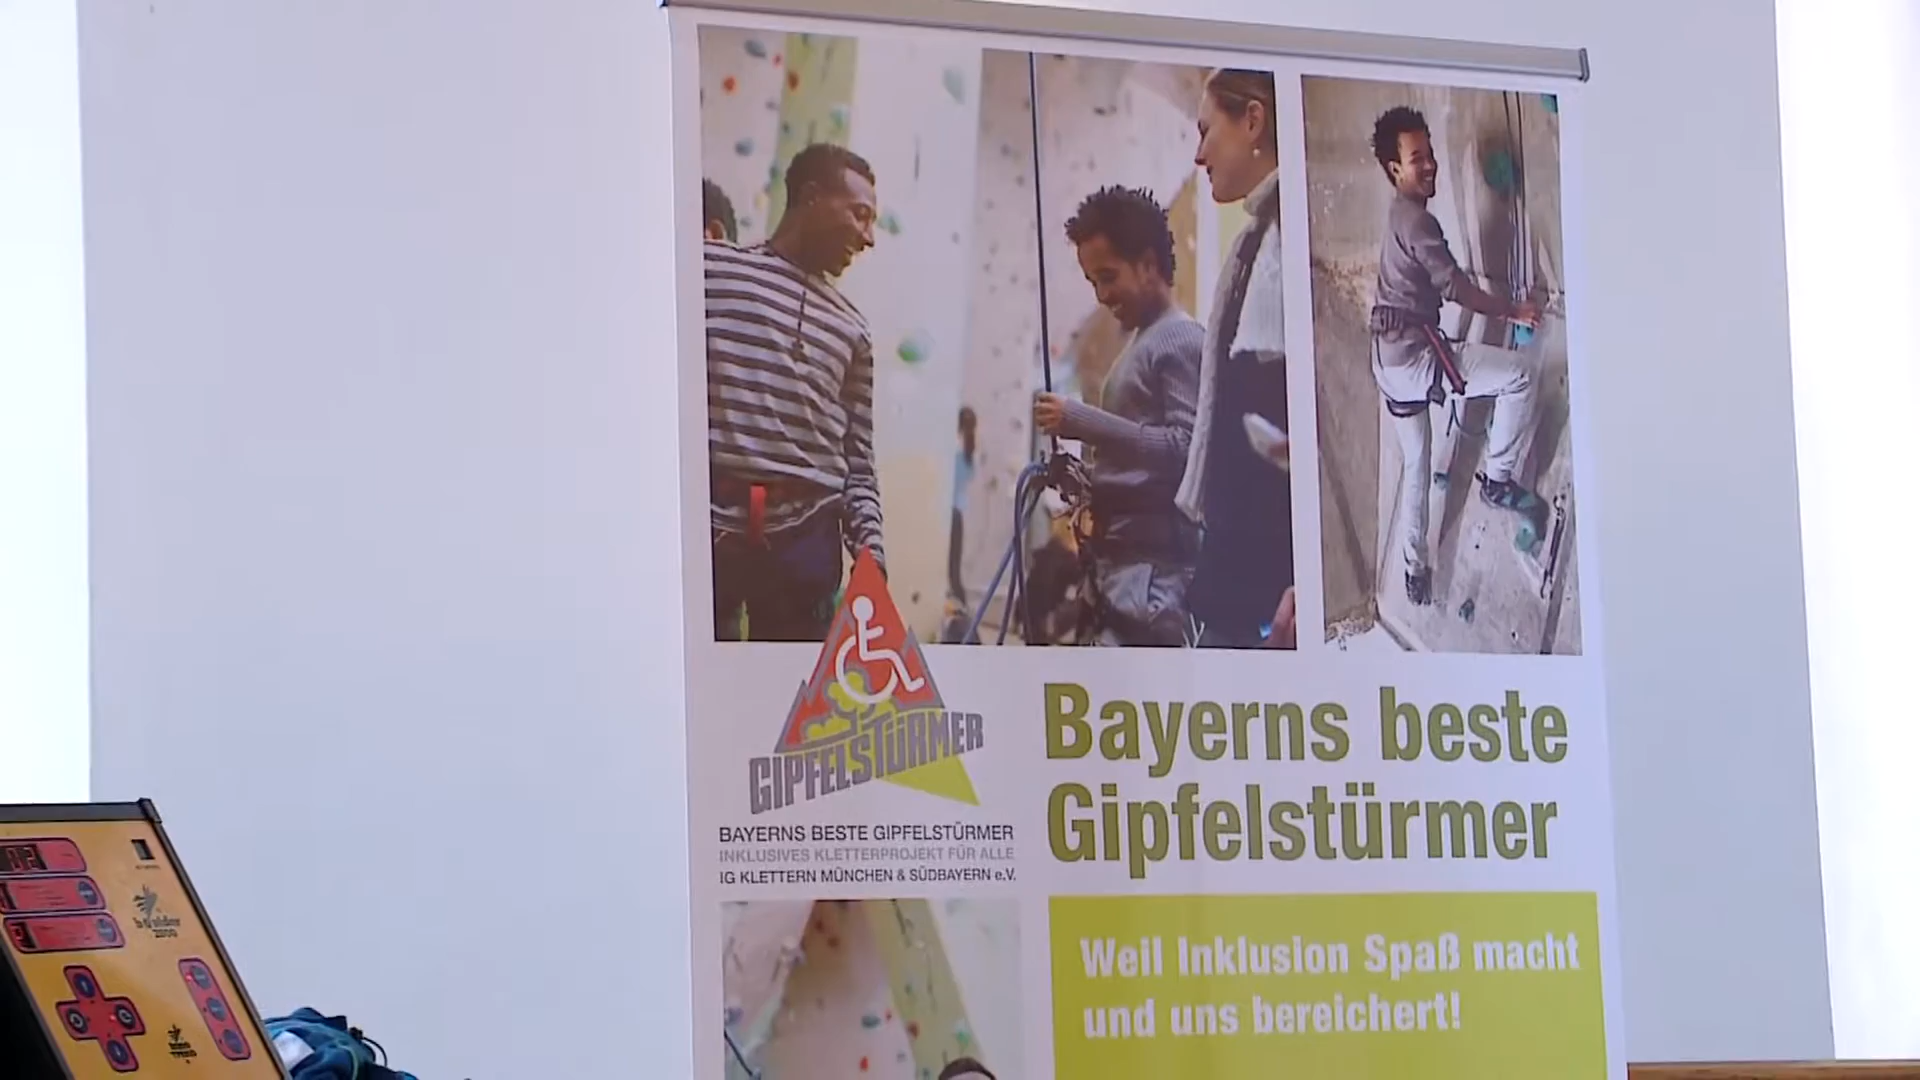 GIPFELSTÜRMER
BAYERNS BESTE GIPFELSTÜRMER
INKLUSIVES KLETTERPROJEKT FÜR ALLE
IG KLETTERN MÜNCHEN & SÜDBAYERN e.V.
Bayerns beste
Gipfelstürmer
Weil Inklusion Spaß macht
und uns bereichert!